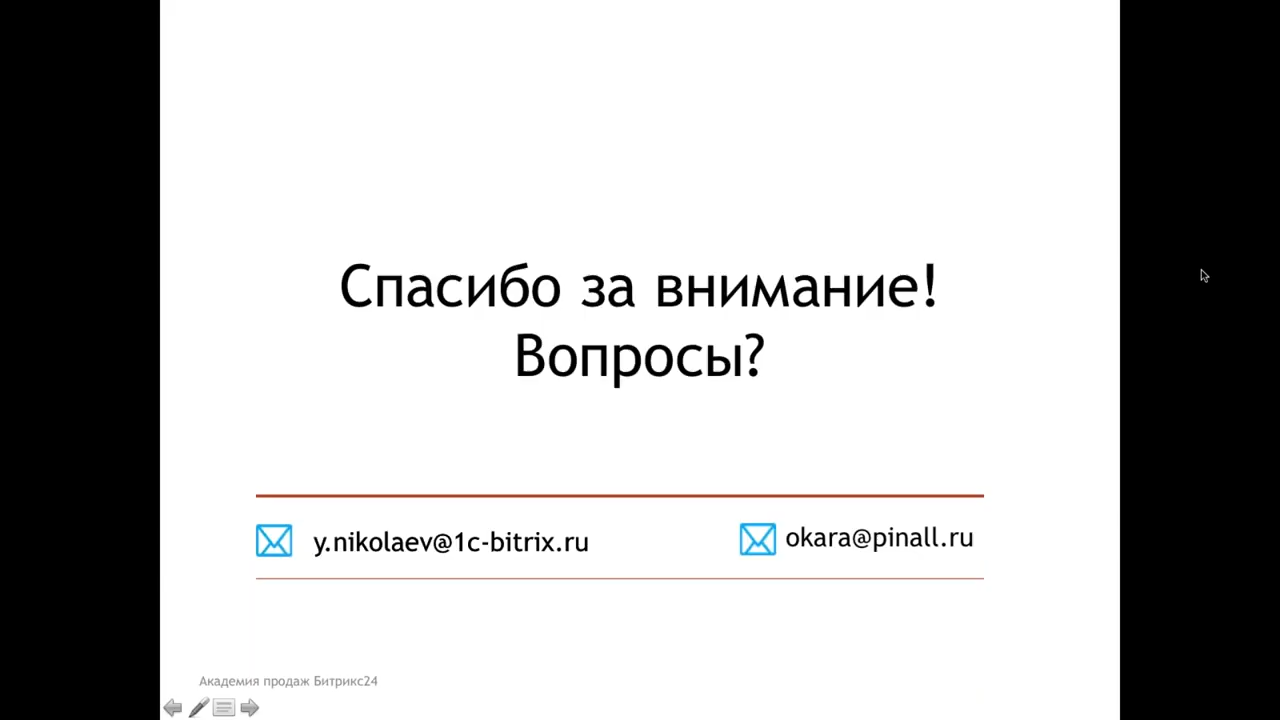 Спасибо за внимание!
Вопросы?
y.nikolaev@1c-bitrix.ru
okara@pinall.ru
Академия продаж Битрикс24